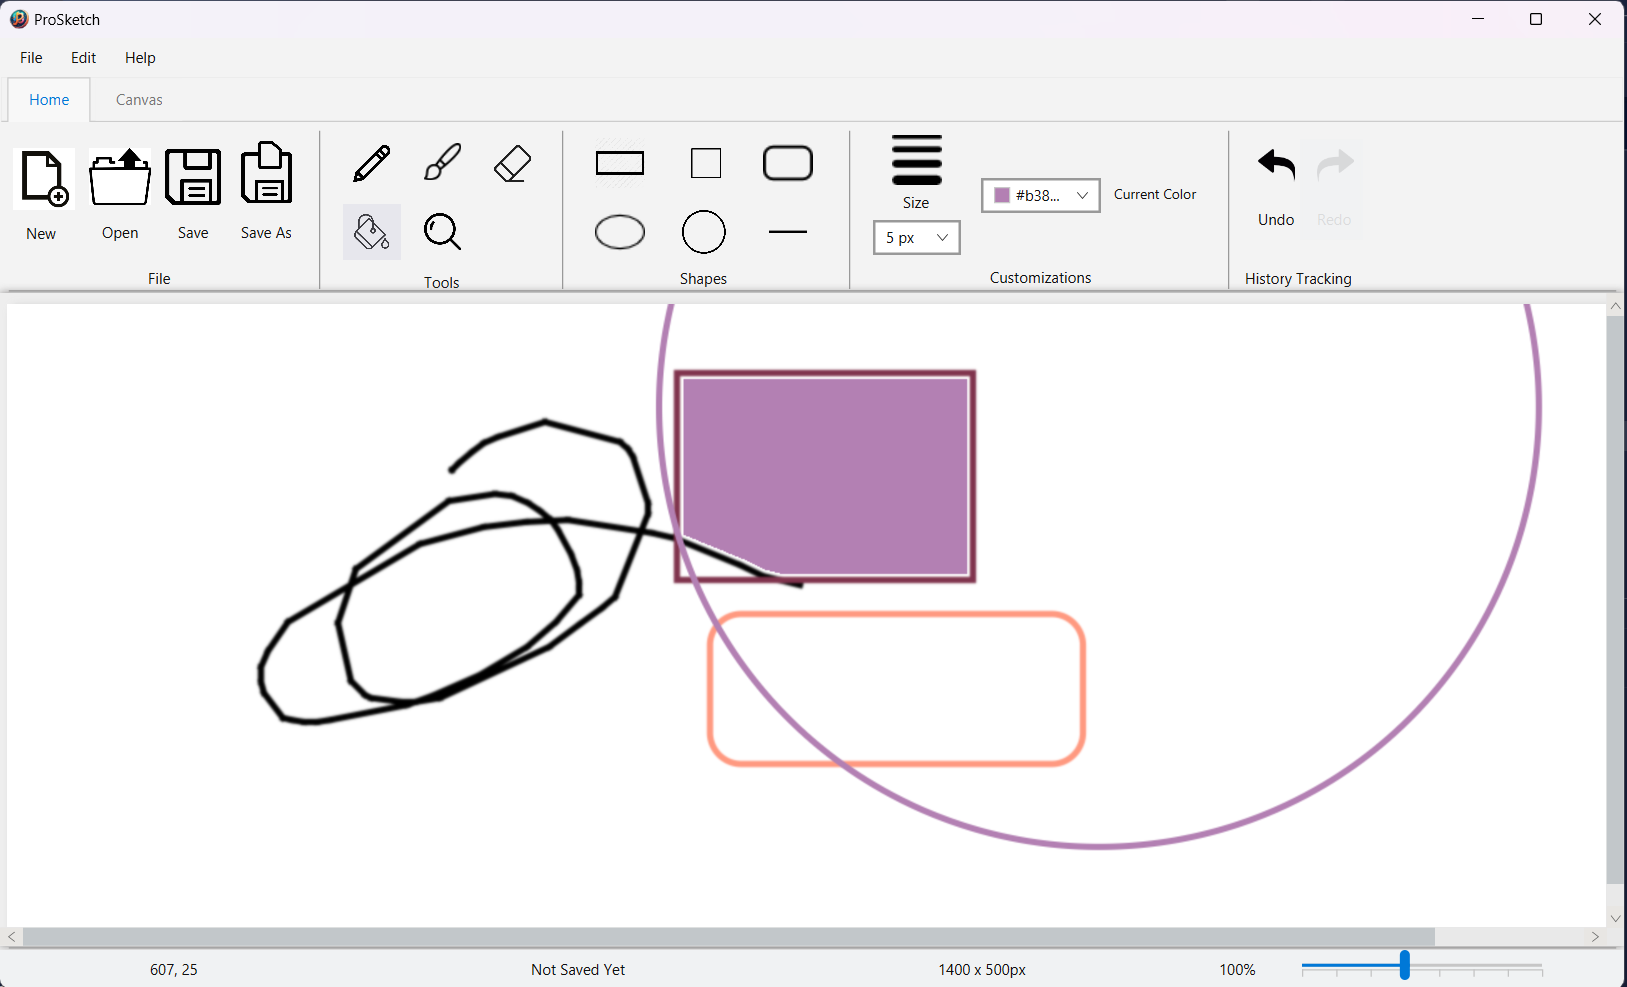 ProSketch
File Edit Help
Home Canvas
New Open Save Save As
File
Tools
Shapes
Size
5 px
#b38...
Current Color
Customizations
Undo Redo
History Tracking
607, 25 Not Saved Yet 1400 x 500px 100%